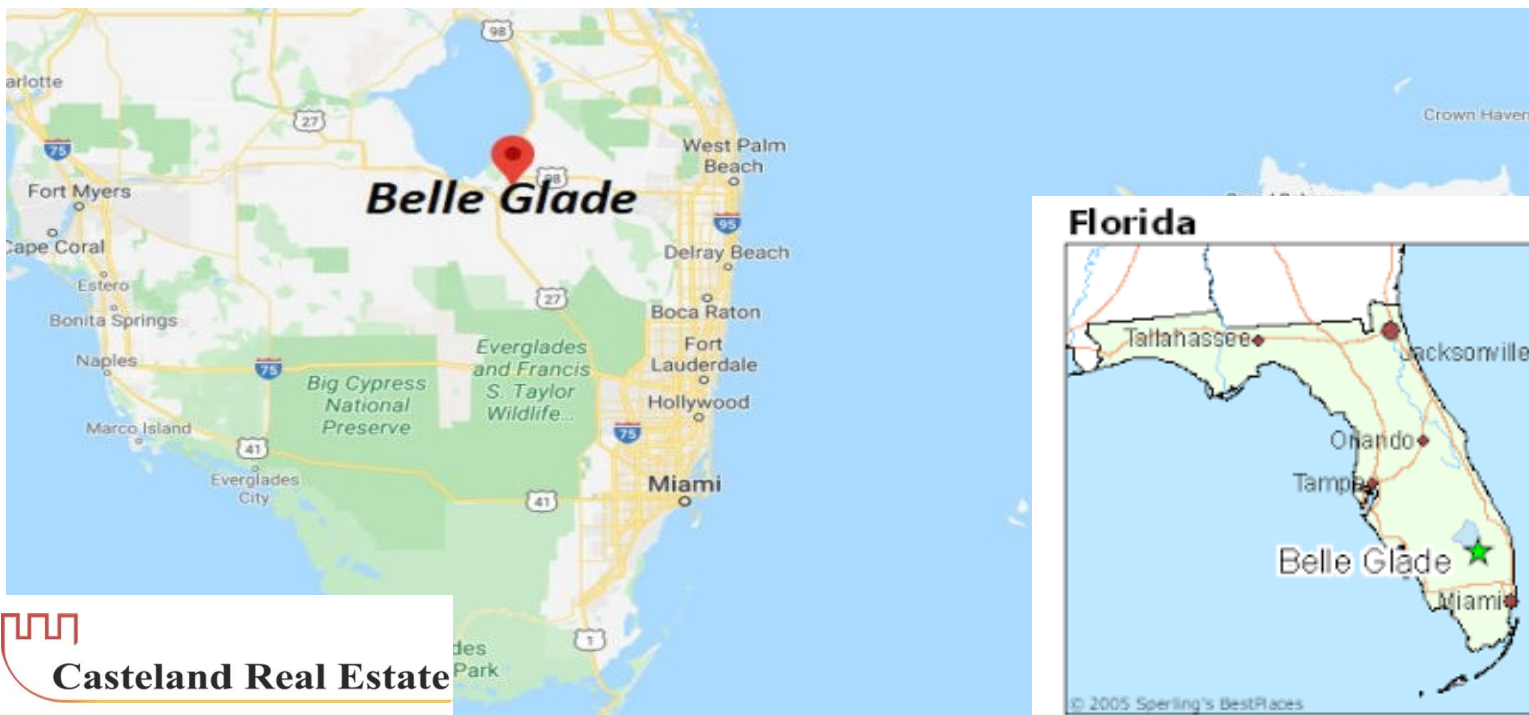 98
arlotte
27
Crown Haven
75
West Palm
Beach
98
Fort Myers
Belle Glade
95
Cape Coral
Delray Beach
Estero
27
Boca Raton
Bonita Springs
Everglades
and Francis
S. Taylor
Wildlife...
Fort
Lauderdale
Naples
75
Big Cypress
National
Preserve
Hollywood
Marco Island
75
41
Everglades
City
Miami
41
1
des
Park
Casteland Real Estate
Florida
Tallahassee
Jacksonville
Orlando
Tampa
Belle Glade
Miami
© 2005 Sperling's BestPlaces